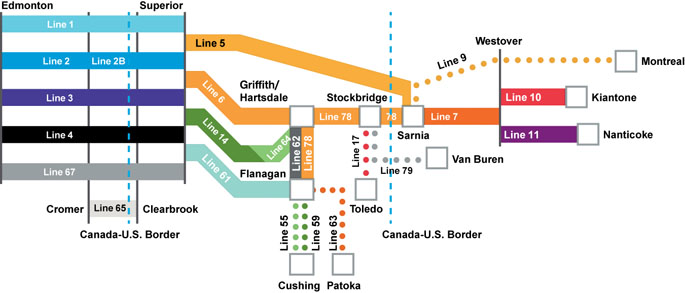 Edmonton
Superior
Line 1
Line 5
Line 9
Westover
Line 2
Line 2B
Montreal
Griffith/
Hartsdale
Stockbridge
Line 6
Line 3
Line 10
Kiantone
Line 78
78
Line 7
Sarnia
Line 14
Line 64
Line 62
Line 78
Line 17
Line 4
Line 11
Nanticoke
Van Buren
Line 79
Line 67
Line 61
Flanagan
Toledo
Cromer
Line 65
Clearbrook
Line 55
Line 59
Line 63
Canada-U.S. Border
Canada-U.S. Border
Cushing
Patoka